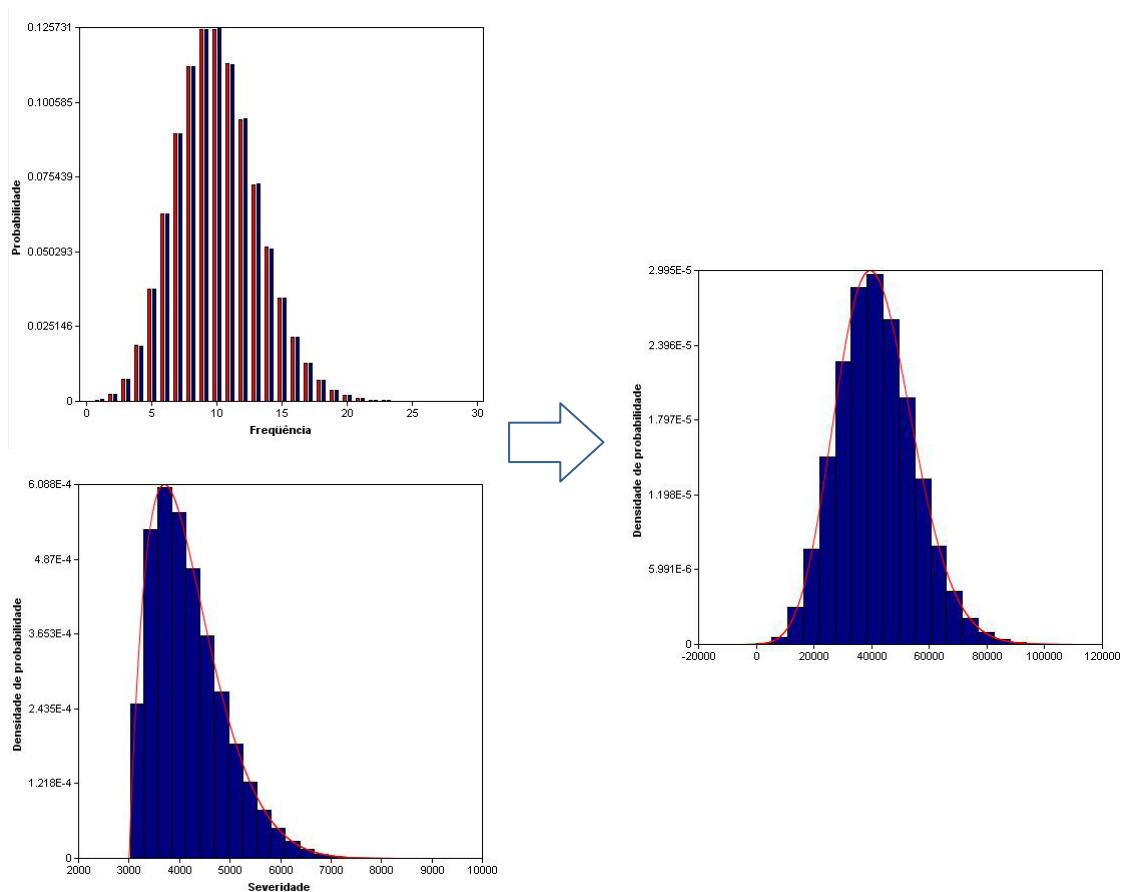 0.125731
0.100585
0.075439
0.050293
0.025146
0
Probabilidade
0 5 10 15 20 25 30
Freqüência
6.088E-4
4.87E-4
3.653E-4
2.435E-4
1.218E-4
0
Densidade de probabilidade
2000 3000 4000 5000 6000 7000 8000 9000 10000
Severidade
2.995E-5
2.396E-5
1.797E-5
1.198E-5
5.991E-6
0
Densidade de probabilidade
-20000 0 20000 40000 60000 80000 100000 120000